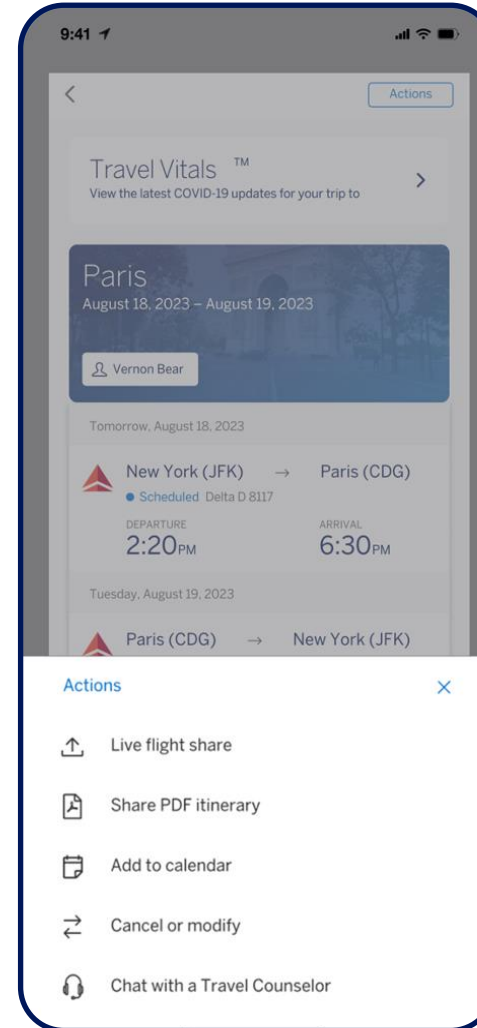 9:41
Actions
Travel Vitals ™
View the latest COVID-19 updates for your trip to
Paris
August 18, 2023 – August 19, 2023
Vernon Bear
Tomorrow, August 18, 2023
New York (JFK) → Paris (CDG)
Scheduled Delta D 8117
DEPARTURE ARRIVAL
2:20PM 6:30PM
Tuesday, August 19, 2023
Paris (CDG) → New York (JFK)
Actions
Live flight share
Share PDF itinerary
Add to calendar
Cancel or modify
Chat with a Travel Counselor